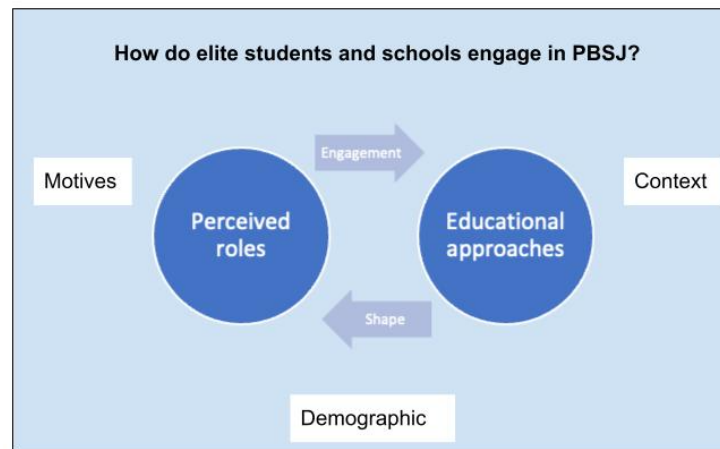 How do elite students and schools engage in PBSJ?
Engagement
Motives
Context
Perceived
roles
Educational
approaches
Shape
Demographic